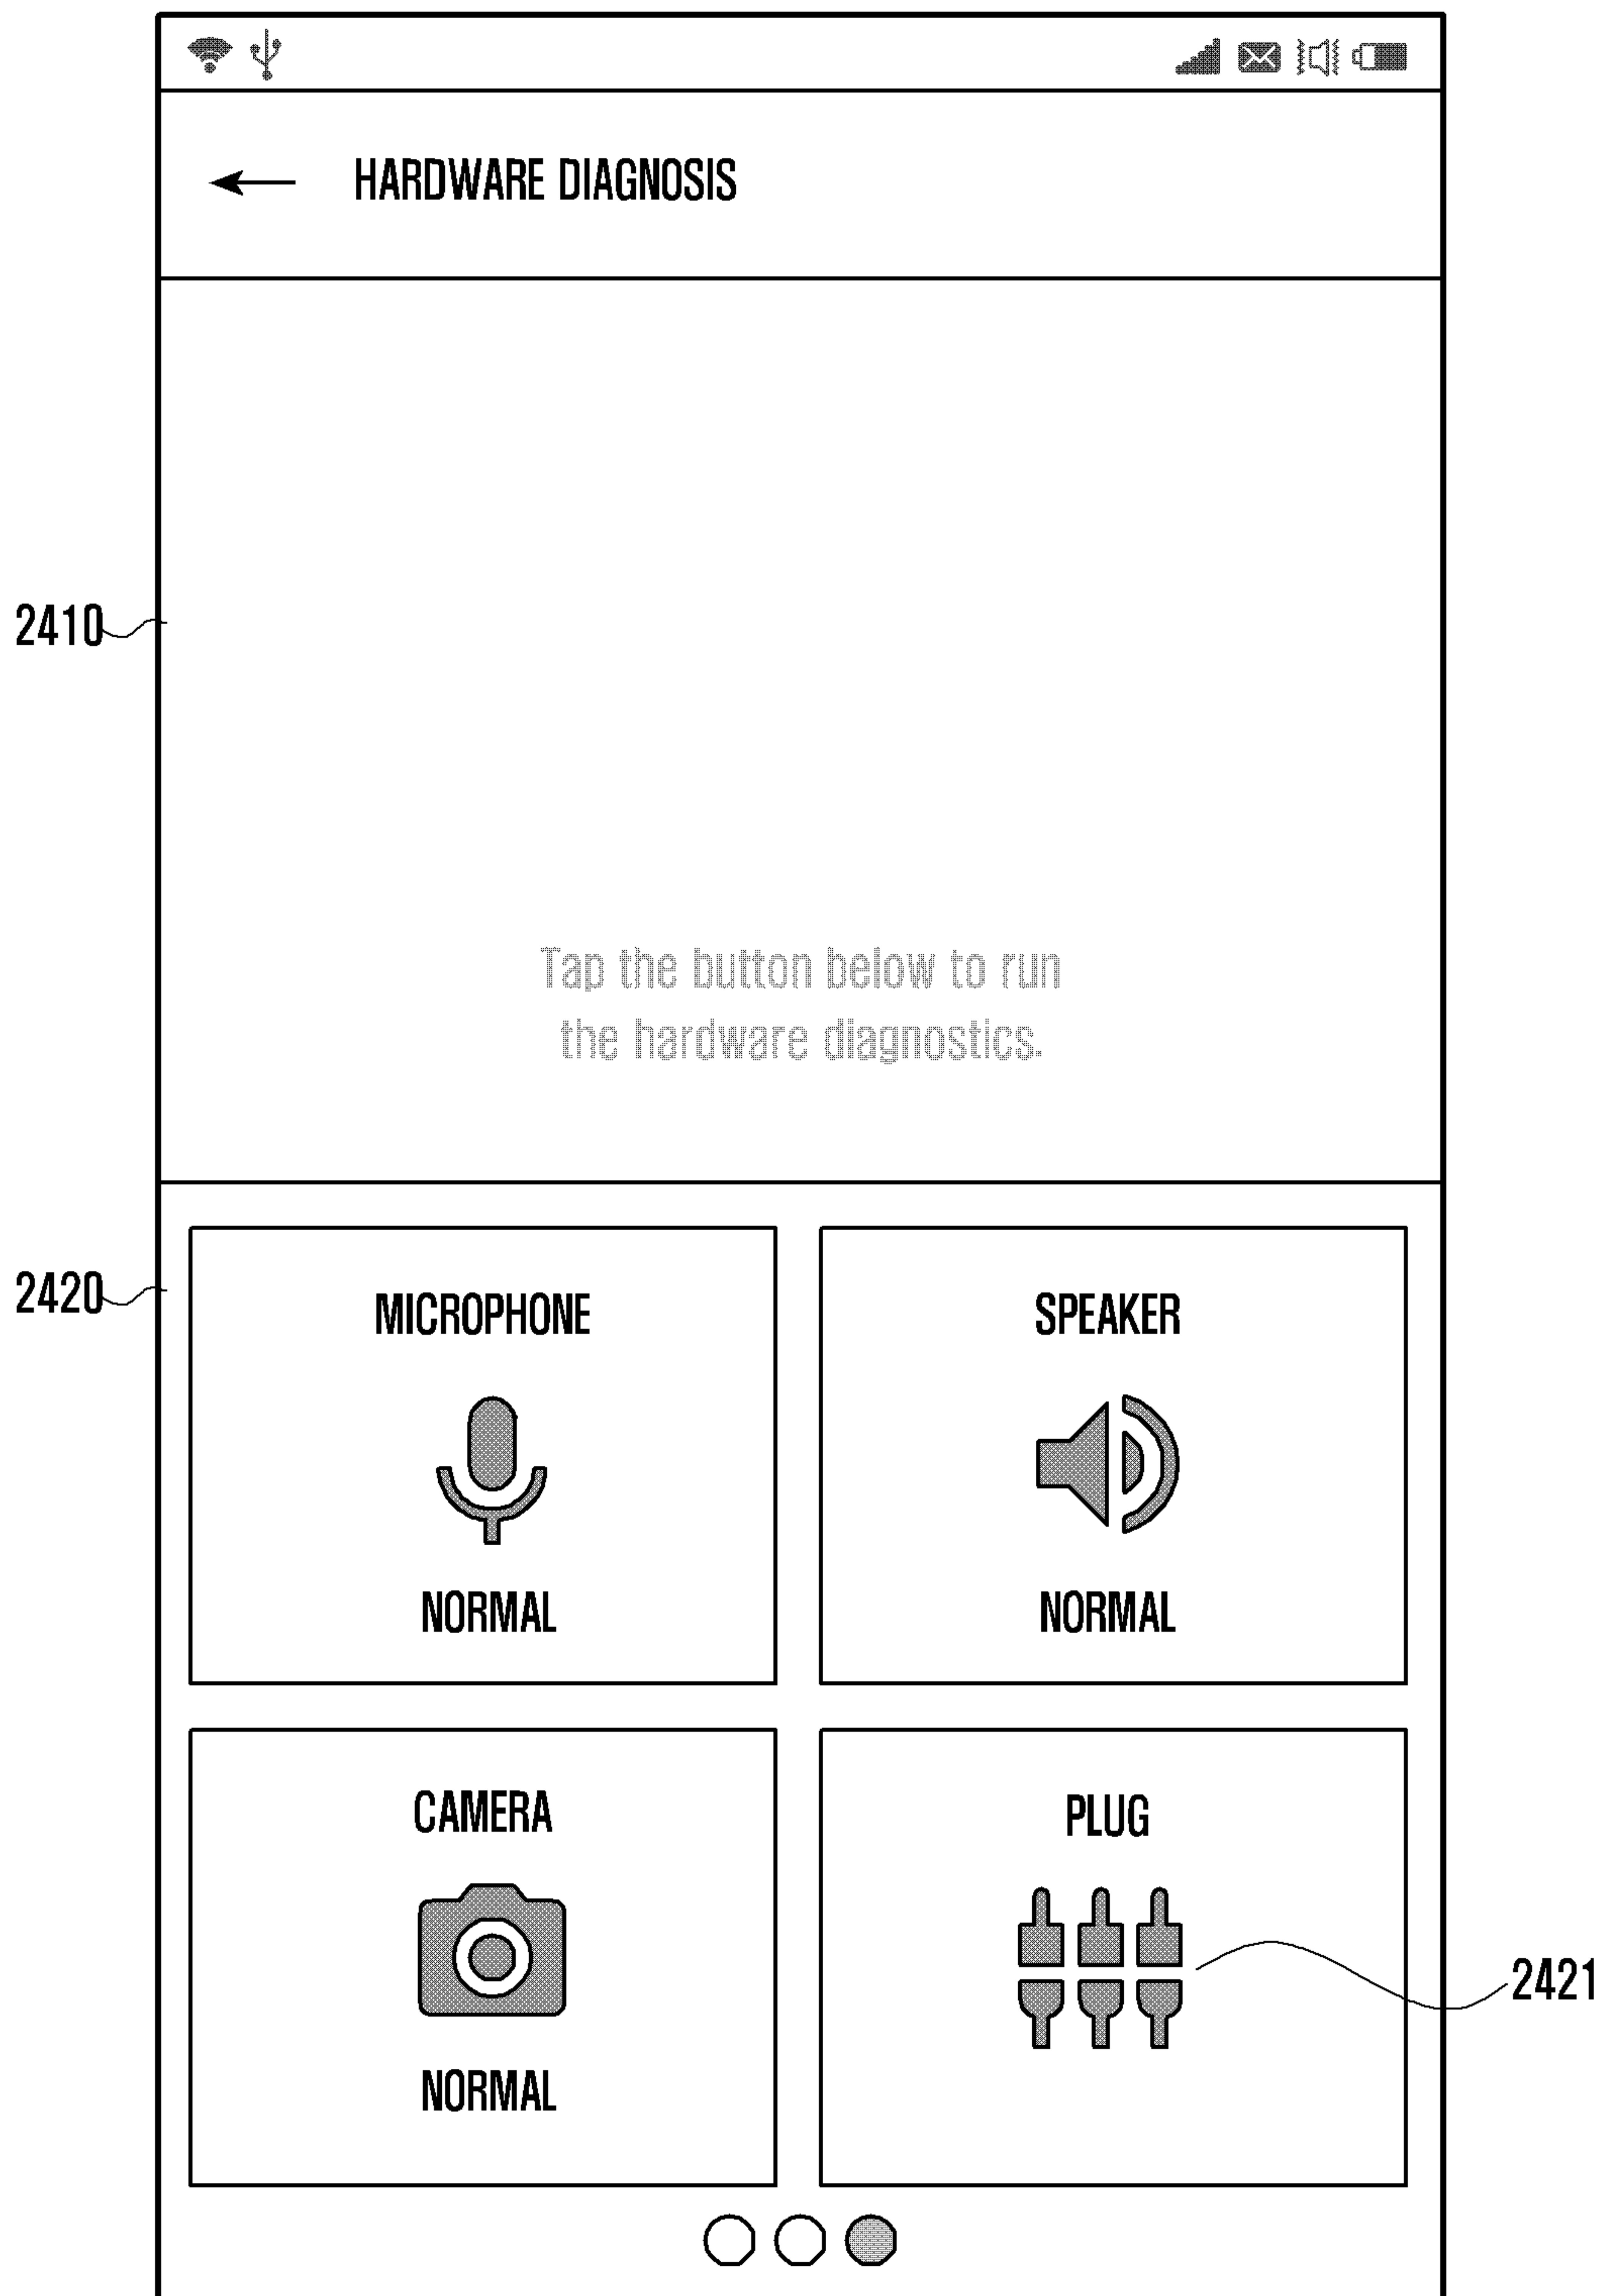 HARDWARE DIAGNOSIS
2410
Tap the button below to run
the hardware diagnostics.
2420
MICROPHONE
SPEAKER
NORMAL
NORMAL
CAMERA
PLUG
2421
NORMAL